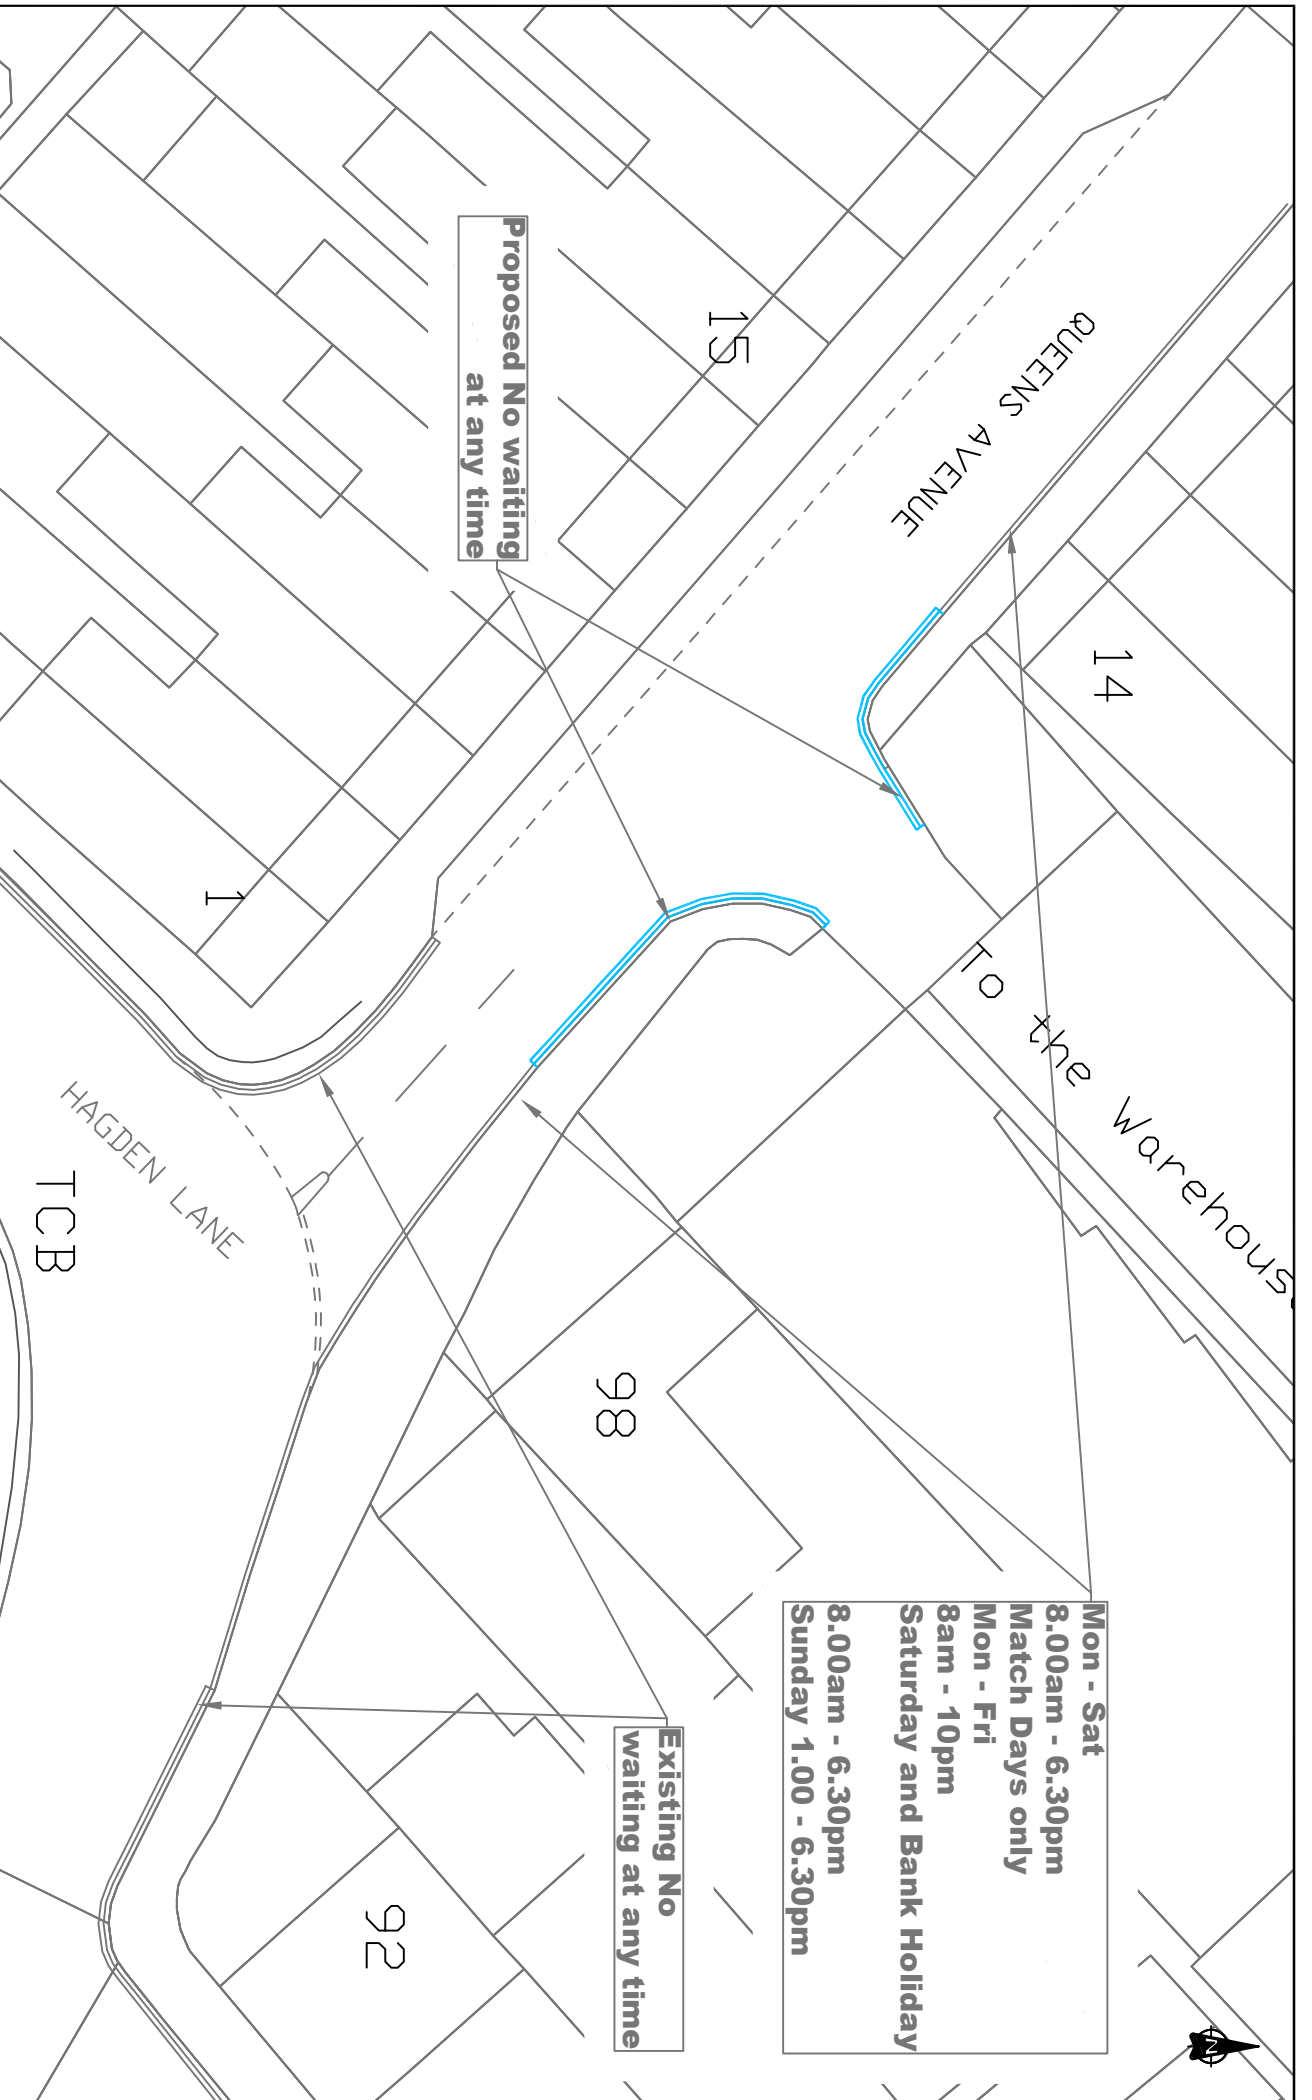 QUEENS AVENUE
14
15
Proposed No waiting
at any time
To the Warehous
1
HAGDEN LANE
TCB
98
Mon - Sat
8.00am - 6.30pm
Match Days only
Mon - Fri
8am - 10pm
Saturday and Bank Holiday
8.00am - 6.30pm
Sunday 1.00 - 6.30pm
Existing No
waiting at any time
92
N